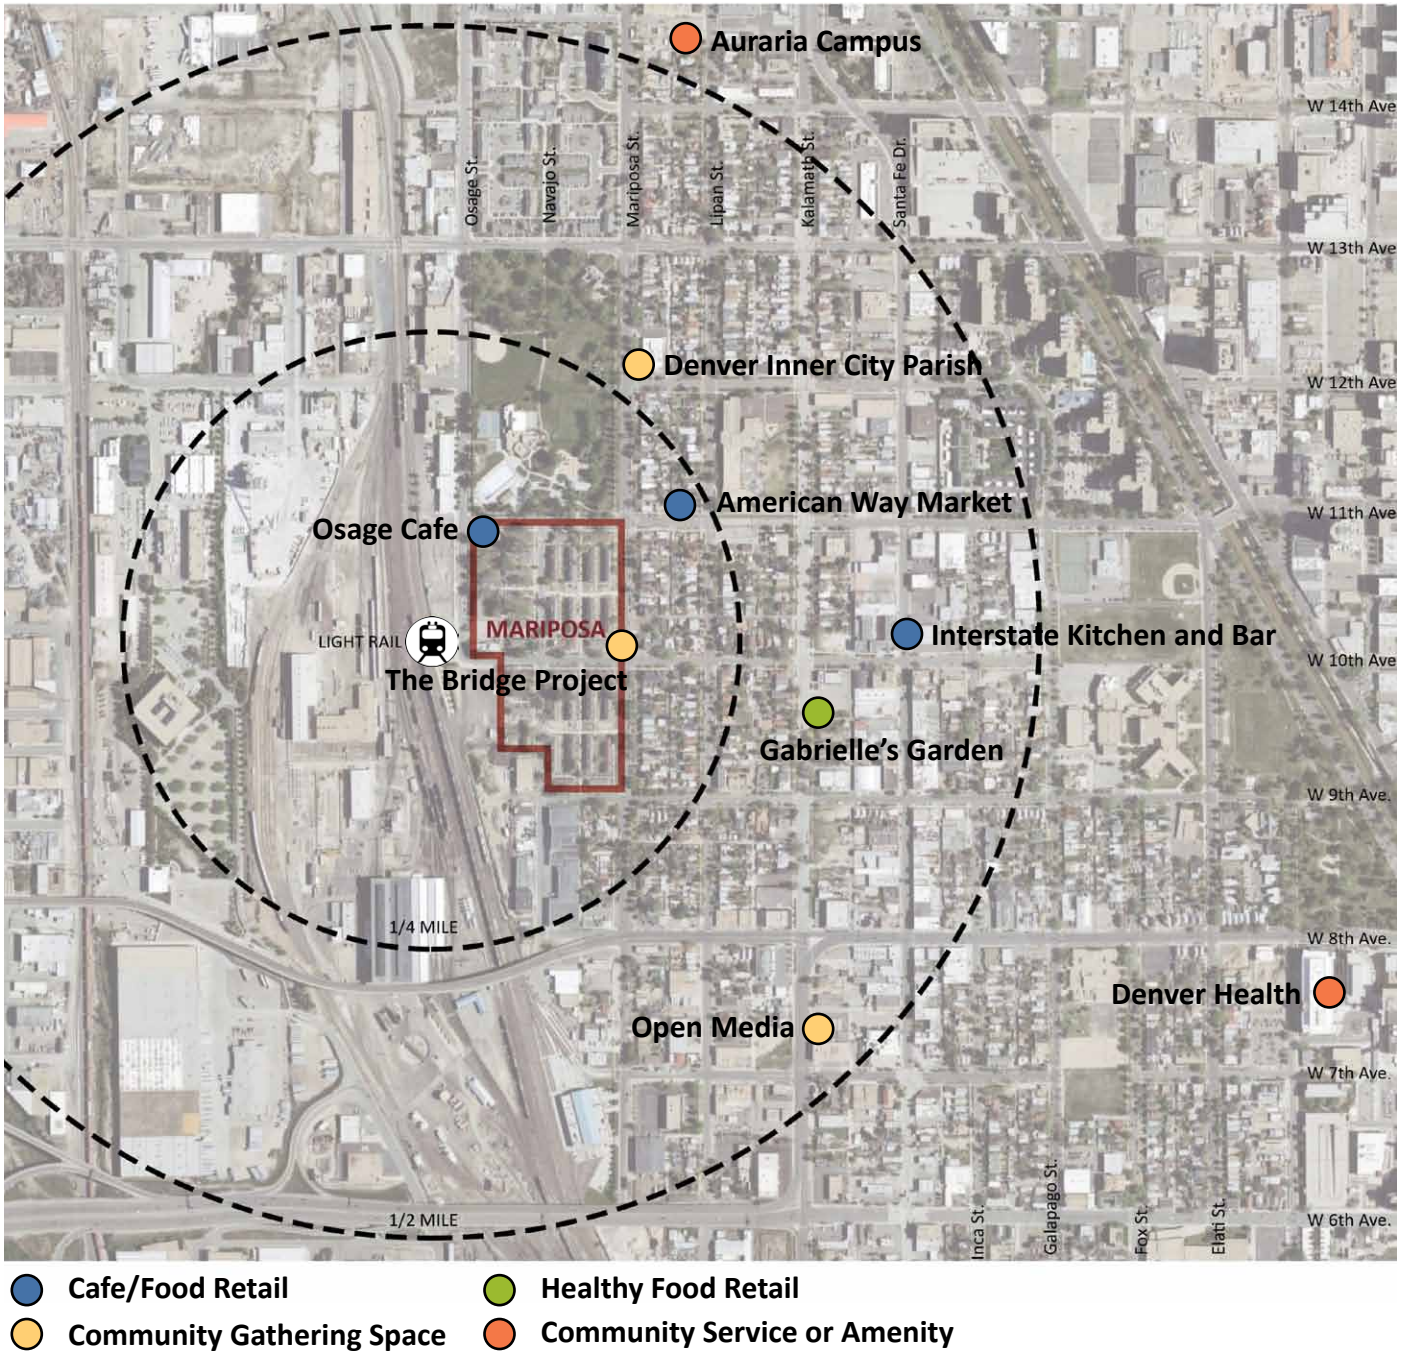 Auraria Campus
W 14th Ave
Osage St.
Navajo St.
Mariposa St.
Lipan St.
Kalamath St.
Santa Fe Dr.
W 13th Ave
Denver Inner City Parish
W 12th Ave
American Way Market
W 11th Ave
Osage Cafe
MARIPOSA
LIGHT RAIL
Interstate Kitchen and Bar
W 10th Ave
The Bridge Project
Gabrielle’s Garden
W 9th Ave.
1/4 MILE
W 8th Ave.
Denver Health
Open Media
W 7th Ave.
1/2 MILE
Inca St.
Galapago St.
Fox St.
Elati St.
W 6th Ave.
Cafe/Food Retail
Healthy Food Retail
Community Gathering Space
Community Service or Amenity